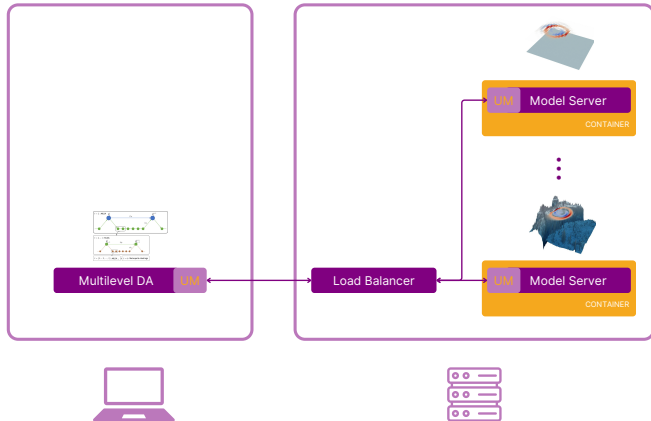 UM Model Server
CONTAINER
Multilevel DA UM
Load Balancer
UM Model Server
CONTAINER